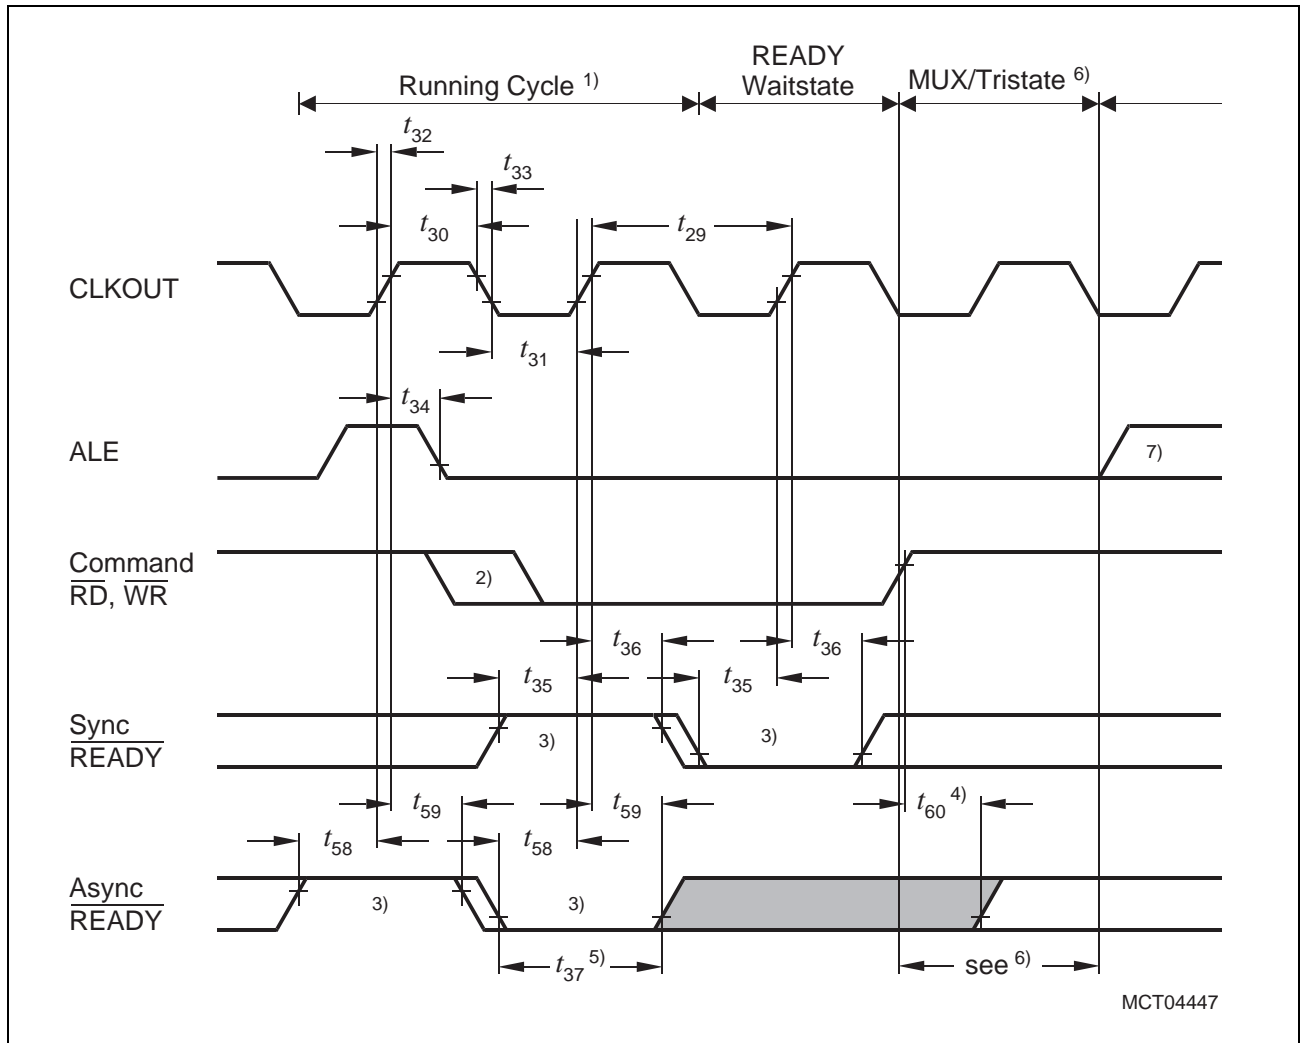 READY
Running Cycle 1) Waitstate MUX/Tristate 6)
t32
t33
t30 t29
CLKOUT
t31
t34
ALE 7)
Command
RD, WR 2)
t36 t36
t35 t35
Sync
READY 3) 3)
t59 t59 t60 4)
t58 t58
Async
READY 3) 3)
t37 5) see 6)
MCT04447